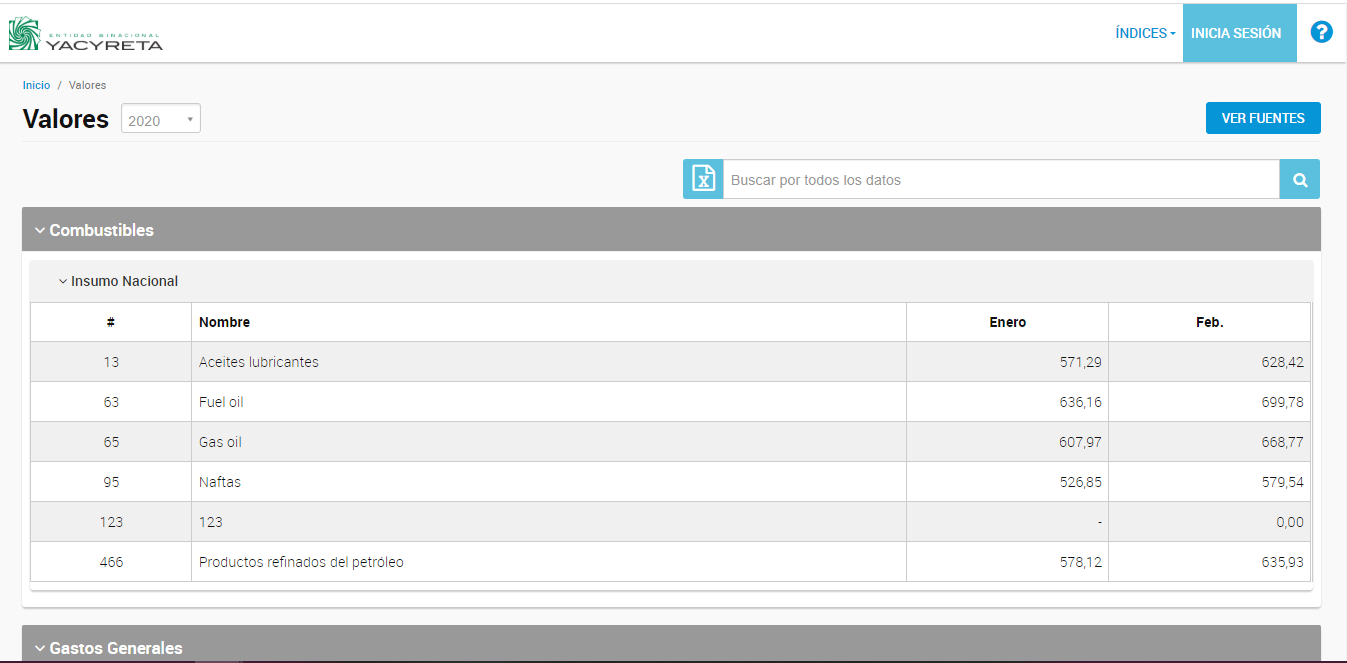 ENTIDAD BINACIONAL
YACYRETA
ÍNDICES
INICIA SESIÓN
?
Inicio / Valores
Valores 2020
VER FUENTES
Buscar por todos los datos
Combustibles
Insumo Nacional
# Nombre Enero Feb.
13 Aceites lubricantes 571,29 628,42
63 Fuel oil 636,16 699,78
65 Gas oil 607,97 668,77
95 Naftas 526,85 579,54
123 123 - 0,00
466 Productos refinados del petróleo 578,12 635,93
Gastos Generales